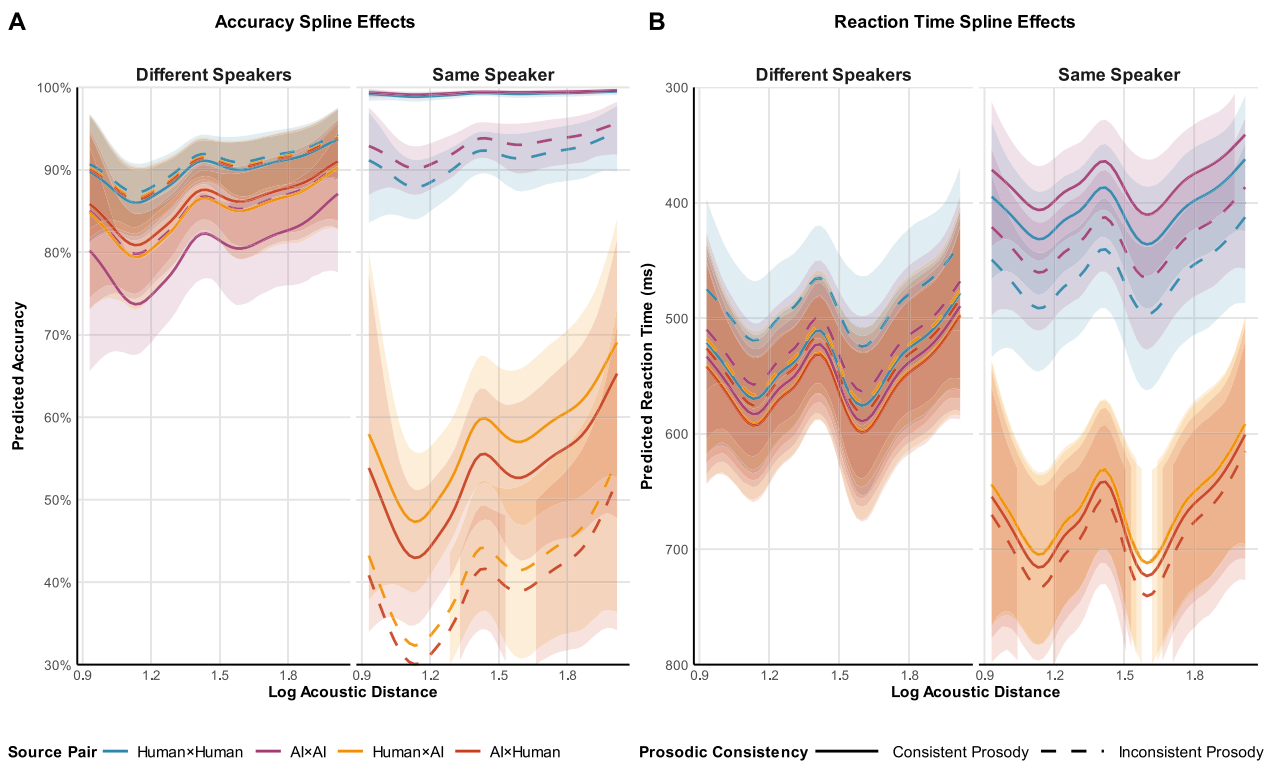 A
Accuracy Spline Effects
Different Speakers
Same Speaker
Predicted Accuracy
100%
90%
80%
70%
60%
50%
40%
30%
0.9 1.2 1.5 1.8
0.9 1.2 1.5 1.8
Log Acoustic Distance
B
Reaction Time Spline Effects
Different Speakers
Same Speaker
Predicted Reaction Time (ms)
300
400
500
600
700
800
0.9 1.2 1.5 1.8
0.9 1.2 1.5 1.8
Log Acoustic Distance
Source Pair Human×Human AI×AI Human×AI AI×Human
Prosodic Consistency Consistent Prosody Inconsistent Prosody